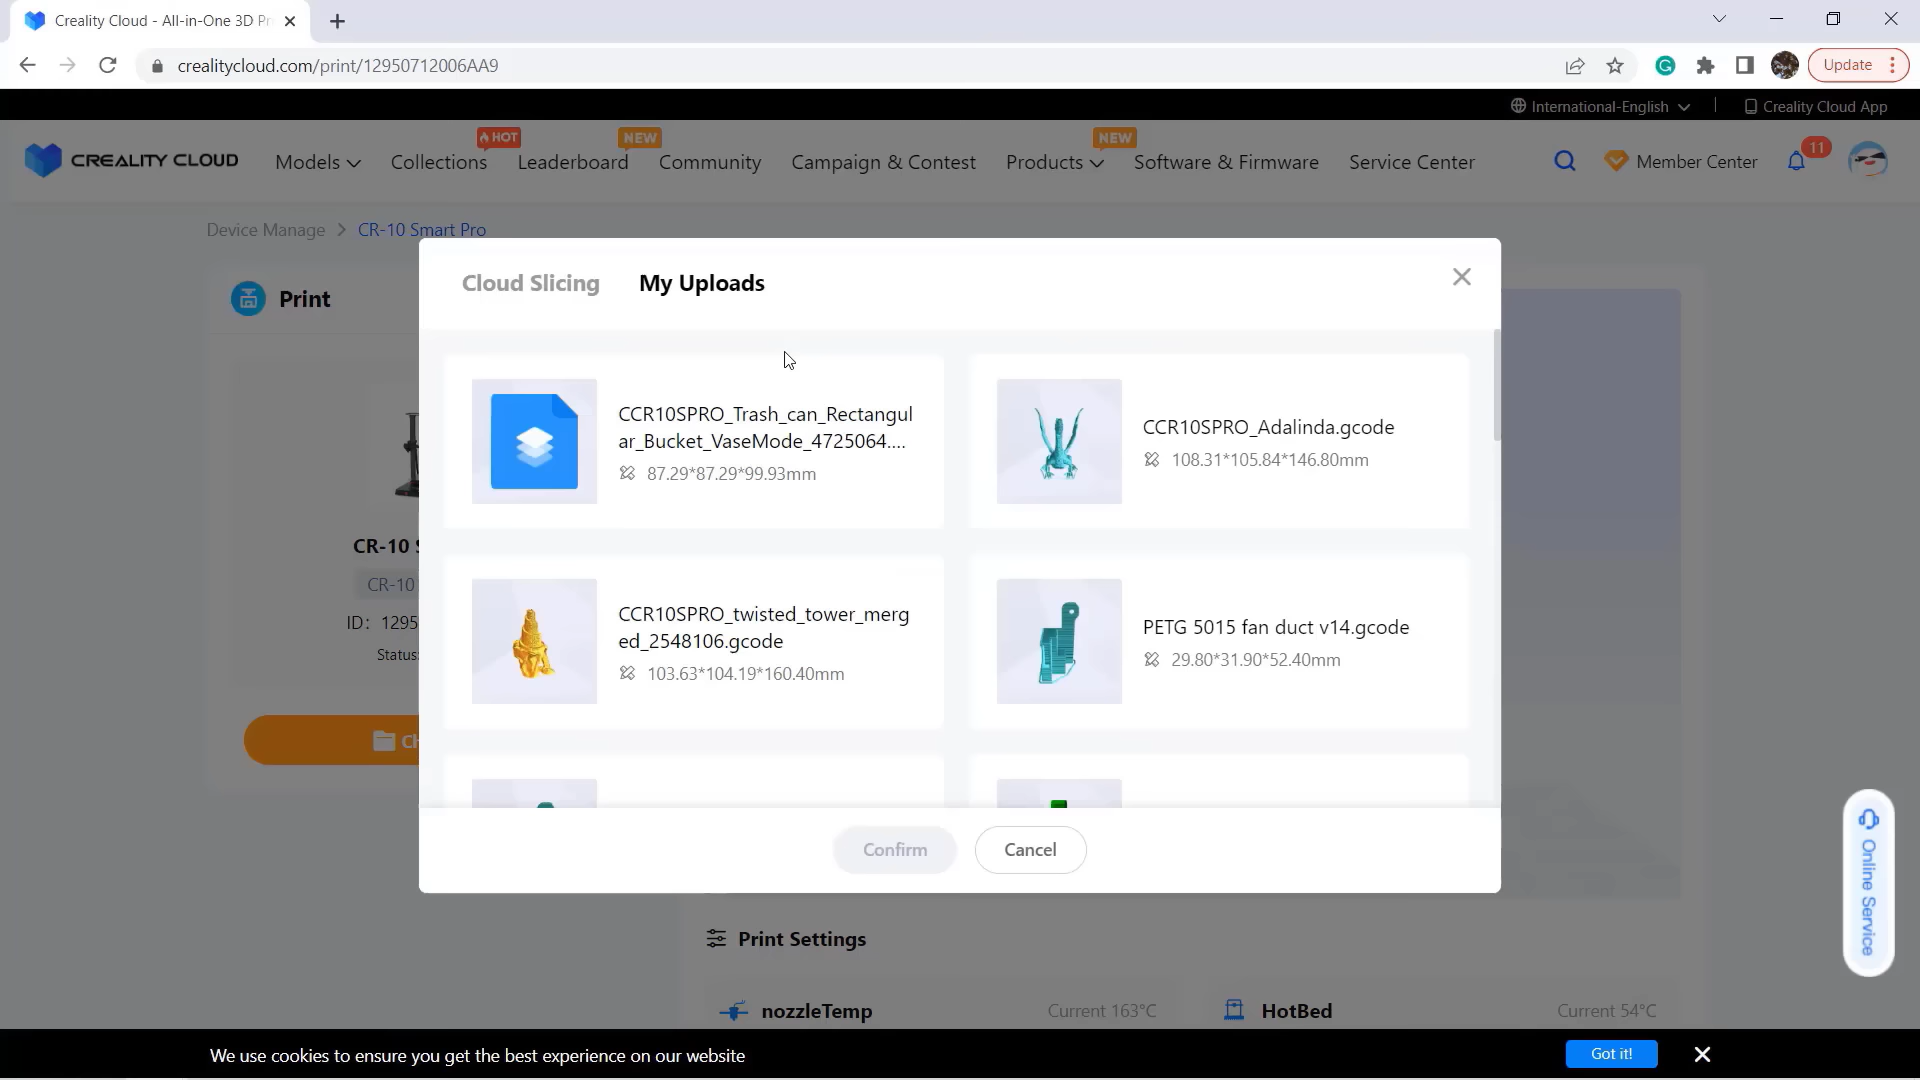 Creality Cloud - All-in-One 3D Pr
crealitycloud.com/print/12950712006AA9
Update
International-English
Creality Cloud App
HOT
NEW
NEW
CREALITY CLOUD
Models
Collections
Leaderboard
Community
Campaign & Contest
Products
Software & Firmware
Service Center
Member Center
11
Device Manage > CR-10 Smart Pro
Print
Cloud Slicing
My Uploads
CCR10SPRO_Trash_can_Rectangul
ar_Bucket_VaseMode_4725064....
87.29*87.29*99.93mm
CCR10SPRO_Adalinda.gcode
108.31*105.84*146.80mm
CR-10
CR-10
ID: 1295
Status:
CCR10SPRO_twisted_tower_merg
ed_2548106.gcode
103.63*104.19*160.40mm
PETG 5015 fan duct v14.gcode
29.80*31.90*52.40mm
Confirm
Cancel
Online Service
Print Settings
nozzleTemp
Current 163°C
HotBed
Current 54°C
We use cookies to ensure you get the best experience on our website
Got it!